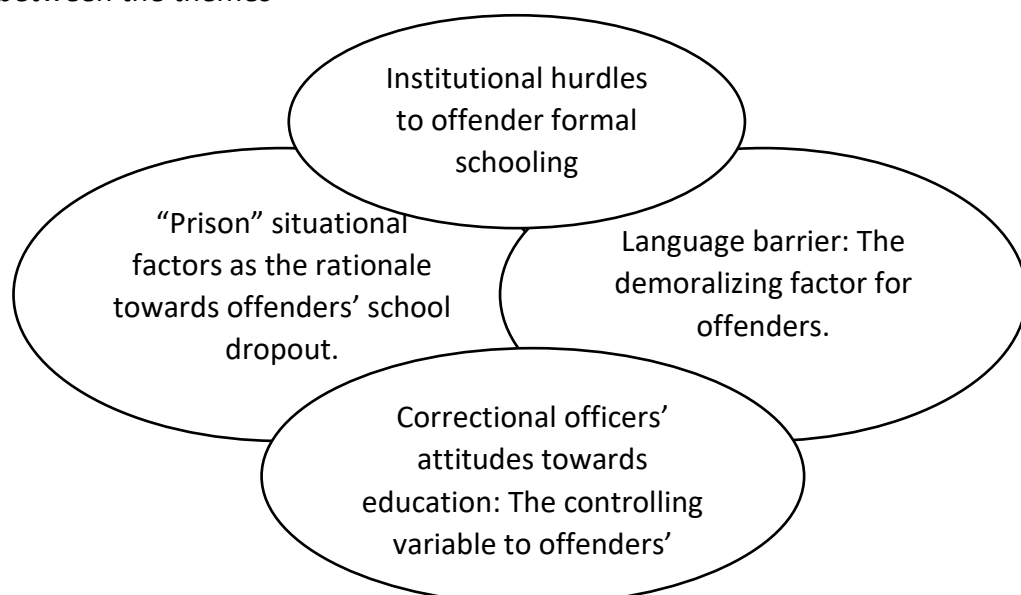 between the themes
Institutional hurdles
to offender formal
schooling
“Prison” situational
factors as the rationale
towards offenders’ school
dropout.
Language barrier: The
demoralizing factor for
offenders.
Correctional officers’
attitudes towards
education: The controlling
variable to offenders’